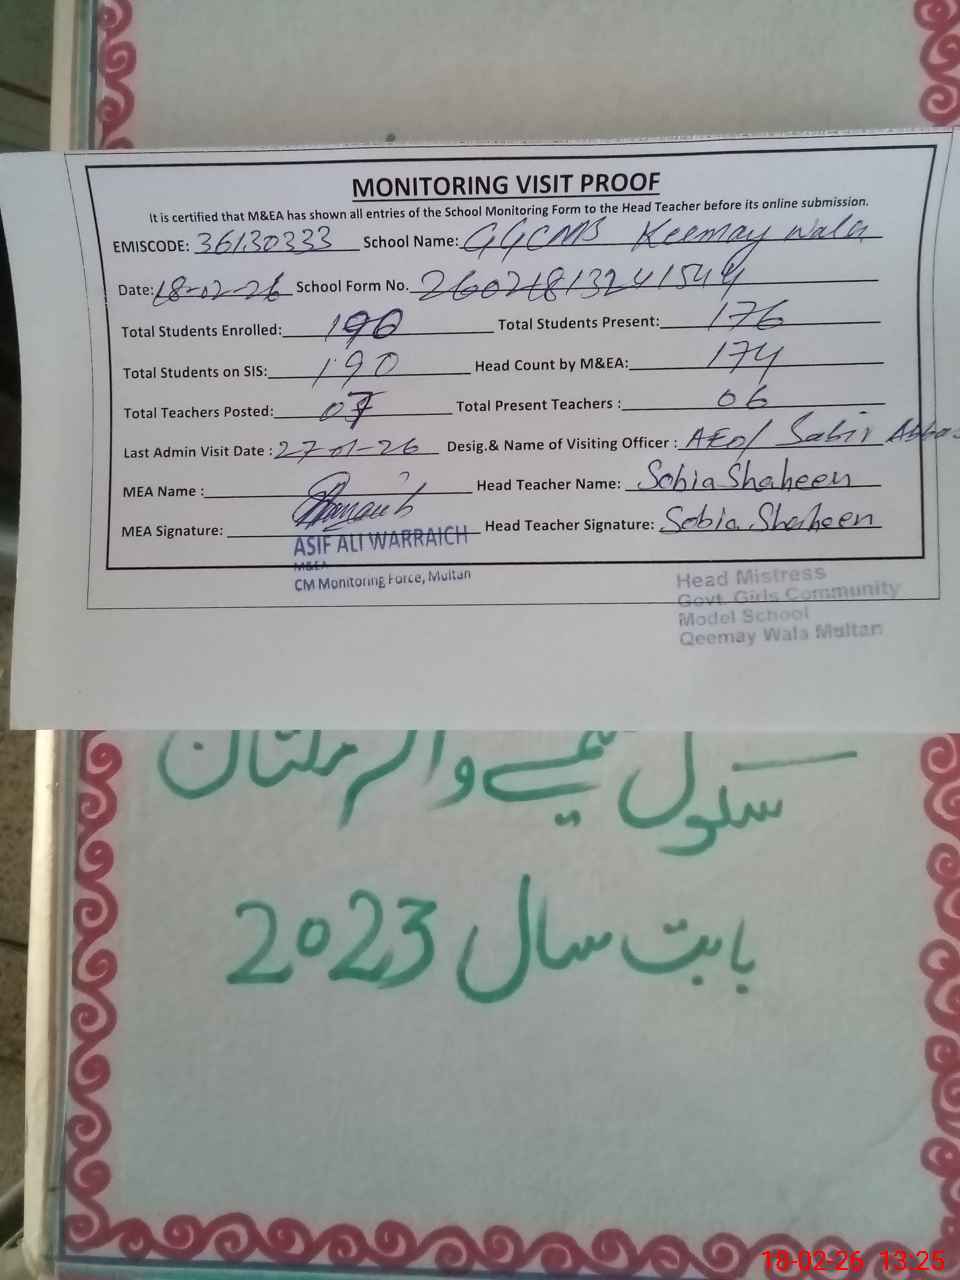 MONITORING VISIT PROOF
It is certified that M&EA has shown all entries of the School Monitoring Form to the Head Teacher before its online submission.
EMISCODE: 36130333 School Name: GGCMS Keemay Wala
Date: 18-02-26 School Form No. 26021813241544
Total Students Enrolled: 190 Total Students Present: 176
Total Students on SIS: 190 Head Count by M&EA: 174
Total Teachers Posted: 07 Total Present Teachers : 06
Last Admin Visit Date : 27-01-26 Desig.& Name of Visiting Officer : AEO/ Sabir Abbas
MEA Name : Head Teacher Name: Sobia Shaheen
MEA Signature: Head Teacher Signature: Sobia Shaheen
ASIF ALI WARRAICH
M&EA
CM Monitoring Force, Multan
Head Mistress
Govt. Girls Community
Model School
Qeemay Wala Multan
سکول قیمے والہ ملتان
بابت سال 2023
18-02-26 13:25